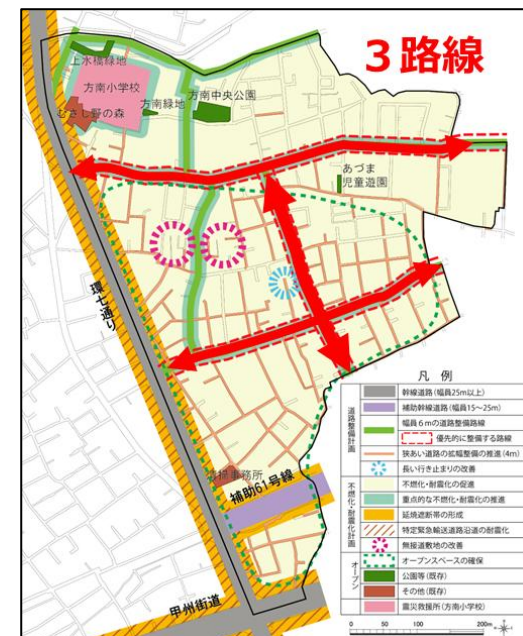 3路線
上水橋緑地
方南小学校
むさし野の森
方南緑地
方南中央公園
あづま
児童遊園
環七通り
補助61号線
甲州街道
凡 例
道路整備計画
幹線道路(幅員25m以上)
補助幹線道路(幅員15~25m)
幅員6mの道路整備路線
優先的に整備する路線
狭あい道路の拡幅整備の推進(4m)
長い行き止まりの改善
不燃化・耐震化計画
不燃化・耐震化の促進
重点的な不燃化・耐震化の推進
延焼遮断帯の形成
特定緊急輸送道路沿道の耐震化
無接道敷地の改善
オープン
オープンスペースの確保
公園等(既存)
その他(既存)
震災救援所(方南小学校)
0 50 100 200m